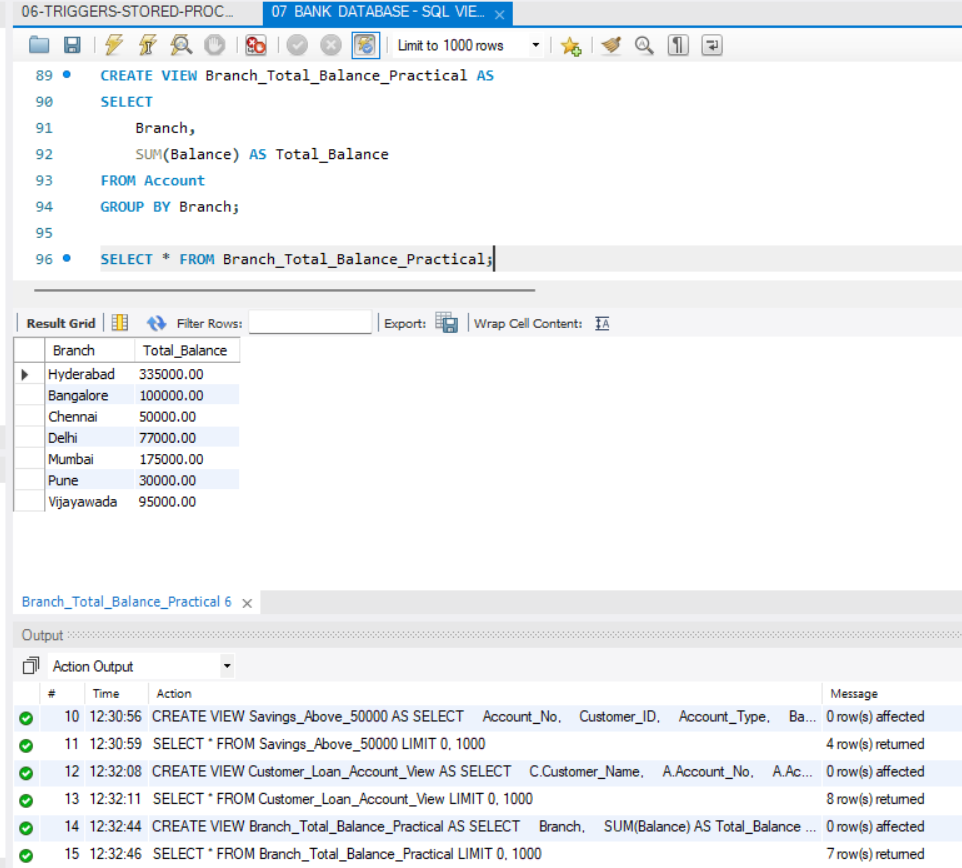 06-TRIGGERS-STORED-PROC... 07 BANK DATABASE - SQL VIE... ×
Limit to 1000 rows
89 CREATE VIEW Branch_Total_Balance_Practical AS
90 SELECT
91 Branch,
92 SUM(Balance) AS Total_Balance
93 FROM Account
94 GROUP BY Branch;
95
96 SELECT * FROM Branch_Total_Balance_Practical;
Result Grid Filter Rows: Export: Wrap Cell Content: IA
Branch Total_Balance
Hyderabad 335000.00
Bangalore 100000.00
Chennai 50000.00
Delhi 77000.00
Mumbai 175000.00
Pune 30000.00
Vijayawada 95000.00
Branch_Total_Balance_Practical 6 ×
Output
Action Output
# Time Action Message
10 12:30:56 CREATE VIEW Savings_Above_50000 AS SELECT Account_No, Customer_ID, Account_Type, Ba... 0 row(s) affected
11 12:30:59 SELECT * FROM Savings_Above_50000 LIMIT 0, 1000 4 row(s) returned
12 12:32:08 CREATE VIEW Customer_Loan_Account_View AS SELECT C.Customer_Name, A.Account_No, A.Ac... 0 row(s) affected
13 12:32:11 SELECT * FROM Customer_Loan_Account_View LIMIT 0, 1000 8 row(s) returned
14 12:32:44 CREATE VIEW Branch_Total_Balance_Practical AS SELECT Branch, SUM(Balance) AS Total_Balance ... 0 row(s) affected
15 12:32:46 SELECT * FROM Branch_Total_Balance_Practical LIMIT 0, 1000 7 row(s) returned